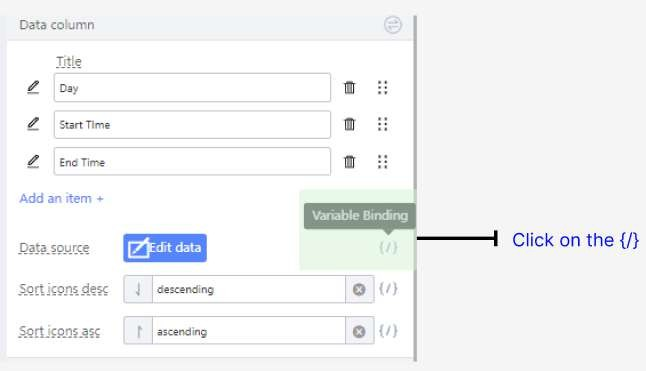 Data column
Title
Day
Start TIme
End Time
Add an item +
Variable Binding
Data source
Edit data
{/}
Click on the {/}
Sort icons desc
descending
{/}
Sort icons asc
ascending
{/}